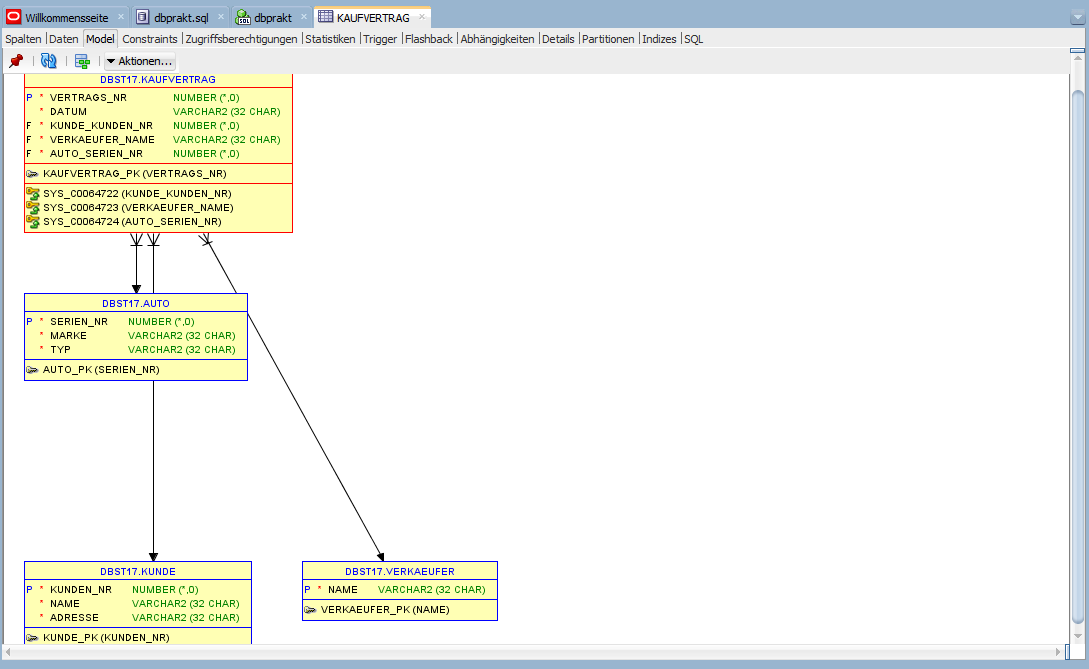 Willkommensseite dbprakt.sql dbprakt KAUFVERTRAG
Spalten Daten Model Constraints Zugriffsberechtigungen Statistiken Trigger Flashback Abhängigkeiten Details Partitionen Indizes SQL
Aktionen...
DBST17.KAUFVERTRAG
P * VERTRAGS_NR NUMBER (*,0)
* DATUM VARCHAR2 (32 CHAR)
F * KUNDE_KUNDEN_NR NUMBER (*,0)
F * VERKAEUFER_NAME VARCHAR2 (32 CHAR)
F * AUTO_SERIEN_NR NUMBER (*,0)
KAUFVERTRAG_PK (VERTRAGS_NR)
SYS_C0064722 (KUNDE_KUNDEN_NR)
SYS_C0064723 (VERKAEUFER_NAME)
SYS_C0064724 (AUTO_SERIEN_NR)
DBST17.AUTO
P * SERIEN_NR NUMBER (*,0)
* MARKE VARCHAR2 (32 CHAR)
* TYP VARCHAR2 (32 CHAR)
AUTO_PK (SERIEN_NR)
DBST17.KUNDE
P * KUNDEN_NR NUMBER (*,0)
* NAME VARCHAR2 (32 CHAR)
* ADRESSE VARCHAR2 (32 CHAR)
KUNDE_PK (KUNDEN_NR)
DBST17.VERKAEUFER
P * NAME VARCHAR2 (32 CHAR)
VERKAEUFER_PK (NAME)